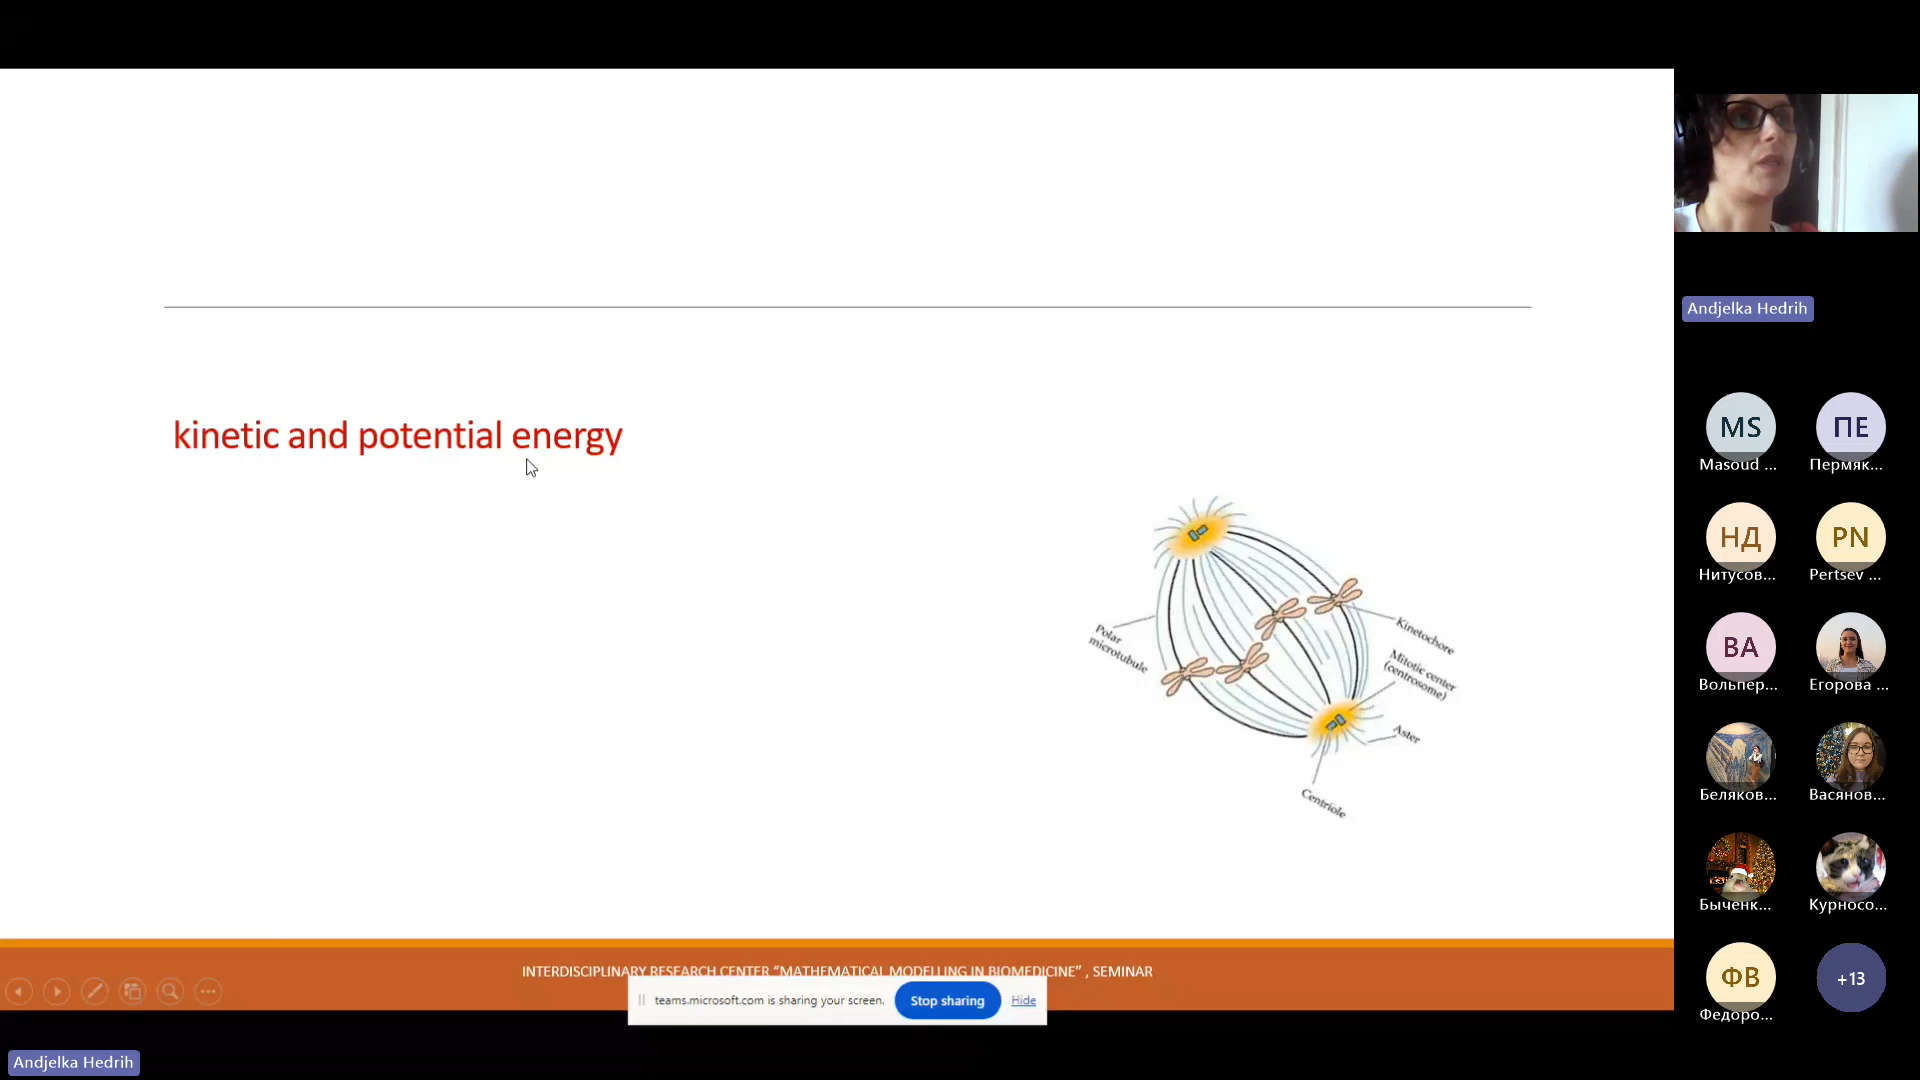 kinetic and potential energy
Polar
microtubule
Kinetochore
Mitotic center
(centrosome)
Aster
Centriole
INTERDISCIPLINARY RESEARCH CENTER “MATHEMATICAL MODELLING IN BIOMEDICINE” , SEMINAR
teams.microsoft.com is sharing your screen.
Stop sharing
Hide
Andjelka Hedrih
Andjelka Hedrih
MS
Masoud ...
ПЕ
Пермяк...
НД
Нитусов...
PN
Pertsev ...
ВА
Вольпер...
Егорова ...
Беляков...
Васянов...
Быченк...
Курносо...
ФВ
Федоро...
+13